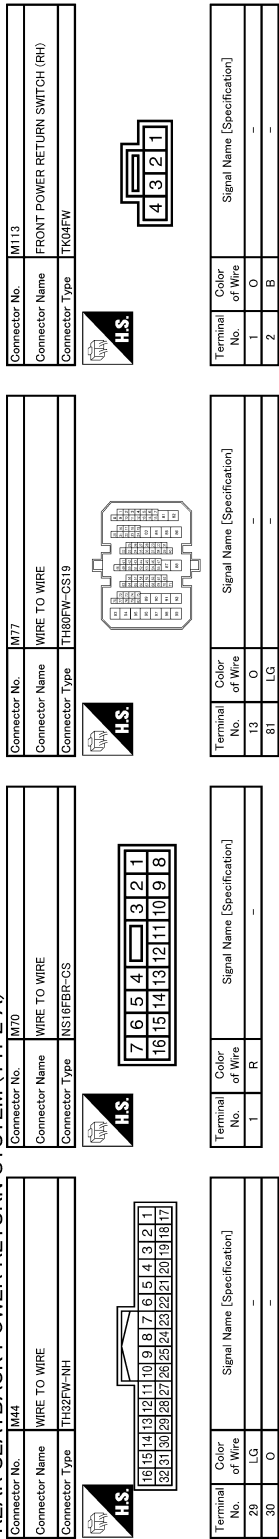 REAR SEATBACK POWER RETURN SYSTEM (TYPE A)
Connector No. M44
Connector Name WIRE TO WIRE
Connector Type TH32FW-NH
H.S.
16 15 14 13 12 11 10 9 8 7 6 5 4 3 2 1
32 31 30 29 28 27 26 25 24 23 22 21 20 19 18 17
Terminal No. Color of Wire Signal Name [Specification]
29 LG -
30 O -
Connector No. M70
Connector Name WIRE TO WIRE
Connector Type NS16FBR-CS
H.S.
7 6 5 4 3 2 1
16 15 14 13 12 11 10 9 8
Terminal No. Color of Wire Signal Name [Specification]
1 R -
Connector No. M77
Connector Name WIRE TO WIRE
Connector Type TH80FW-CS19
H.S.
Terminal No. Color of Wire Signal Name [Specification]
13 O -
81 LG -
Connector No. M113
Connector Name FRONT POWER RETURN SWITCH (RH)
Connector Type TK04FW
H.S.
4 3 2 1
Terminal No. Color of Wire Signal Name [Specification]
1 O -
2 B -